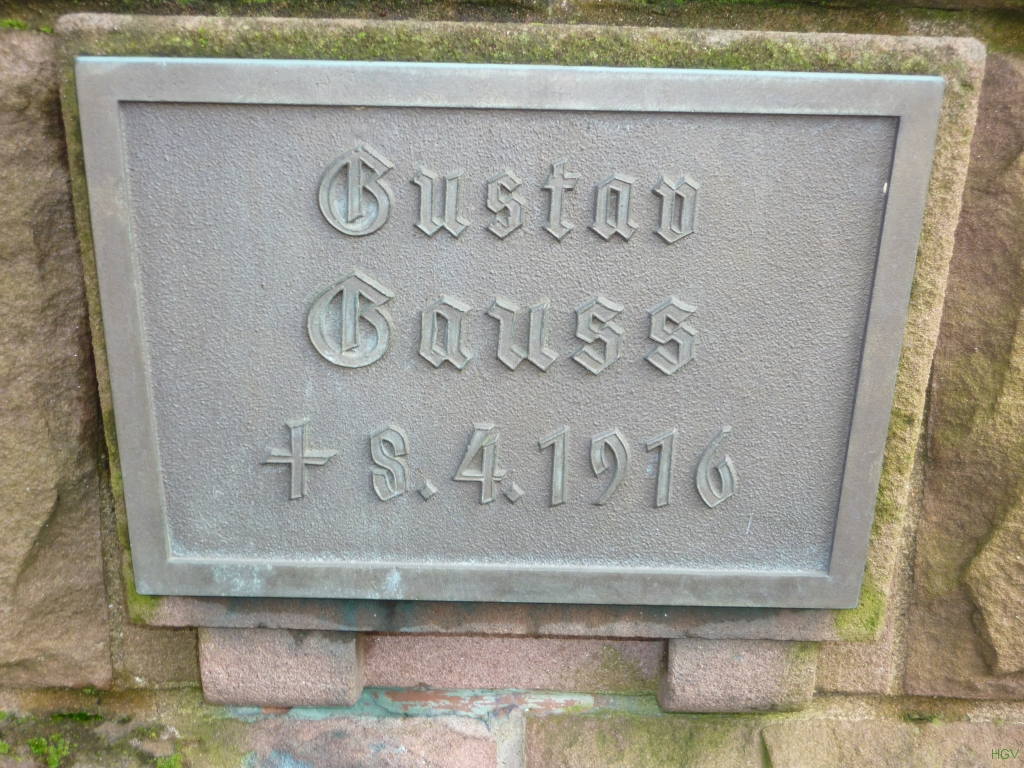 Gustav
Gauss
† 8. 4. 1916
HGV